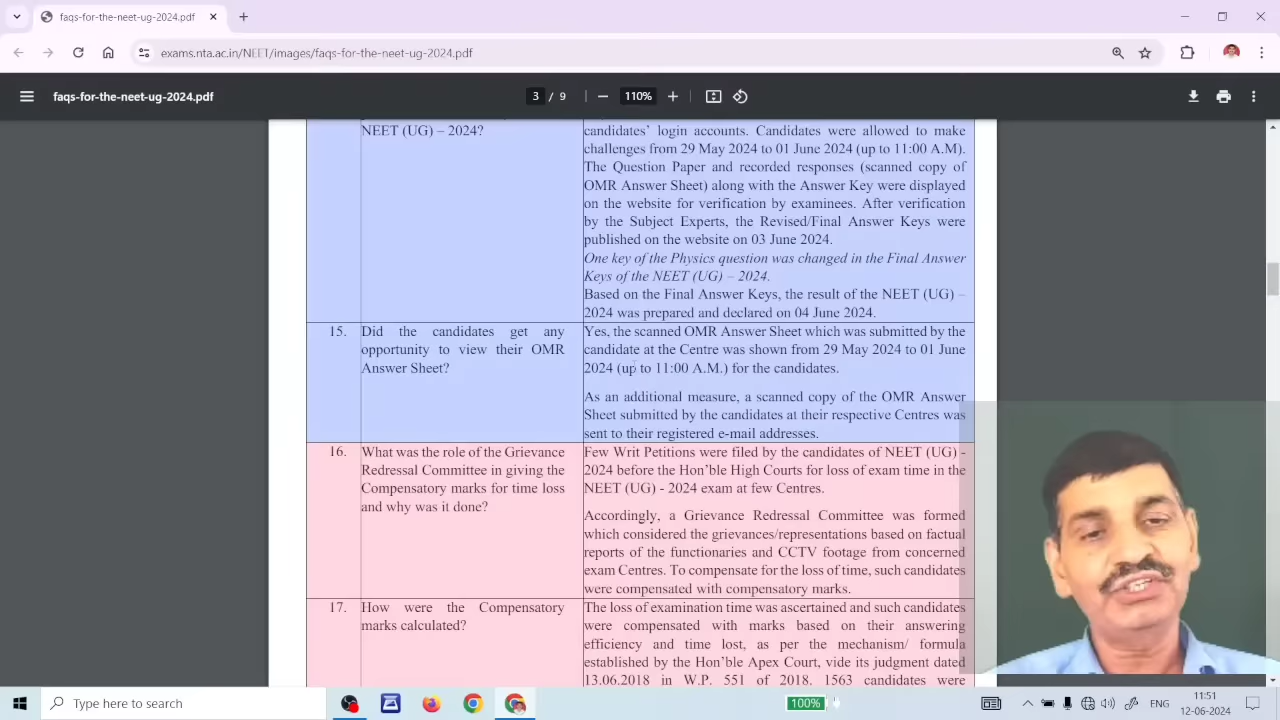 faqs-for-the-neet-ug-2024.pdf
exams.nta.ac.in/NEET/images/faqs-for-the-neet-ug-2024.pdf
faqs-for-the-neet-ug-2024.pdf
3 / 9
110%
NEET (UG) – 2024?
candidates’ login accounts. Candidates were allowed to make
challenges from 29 May 2024 to 01 June 2024 (up to 11:00 A.M).
The Question Paper and recorded responses (scanned copy of
OMR Answer Sheet) along with the Answer Key were displayed
on the website for verification by examinees. After verification
by the Subject Experts, the Revised/Final Answer Keys were
published on the website on 03 June 2024.
One key of the Physics question was changed in the Final Answer
Keys of the NEET (UG) – 2024.
Based on the Final Answer Keys, the result of the NEET (UG) –
2024 was prepared and declared on 04 June 2024.
15.
Did the candidates get any
opportunity to view their OMR
Answer Sheet?
Yes, the scanned OMR Answer Sheet which was submitted by the
candidate at the Centre was shown from 29 May 2024 to 01 June
2024 (up to 11:00 A.M.) for the candidates.
As an additional measure, a scanned copy of the OMR Answer
Sheet submitted by the candidates at their respective Centres was
sent to their registered e-mail addresses.
16.
What was the role of the Grievance
Redressal Committee in giving the
Compensatory marks for time loss
and why was it done?
Few Writ Petitions were filed by the candidates of NEET (UG) -
2024 before the Hon’ble High Courts for loss of exam time in the
NEET (UG) - 2024 exam at few Centres.
Accordingly, a Grievance Redressal Committee was formed
which considered the grievances/representations based on factual
reports of the functionaries and CCTV footage from concerned
exam Centres. To compensate for the loss of time, such candidates
were compensated with compensatory marks.
17.
How were the Compensatory
marks calculated?
The loss of examination time was ascertained and such candidates
were compensated with marks based on their answering
efficiency and time lost, as per the mechanism/ formula
established by the Hon’ble Apex Court, vide its judgment dated
13.06.2018 in W.P. 551 of 2018. 1563 candidates were
Type here to search
100%
ENG
11:51
12-06-2024